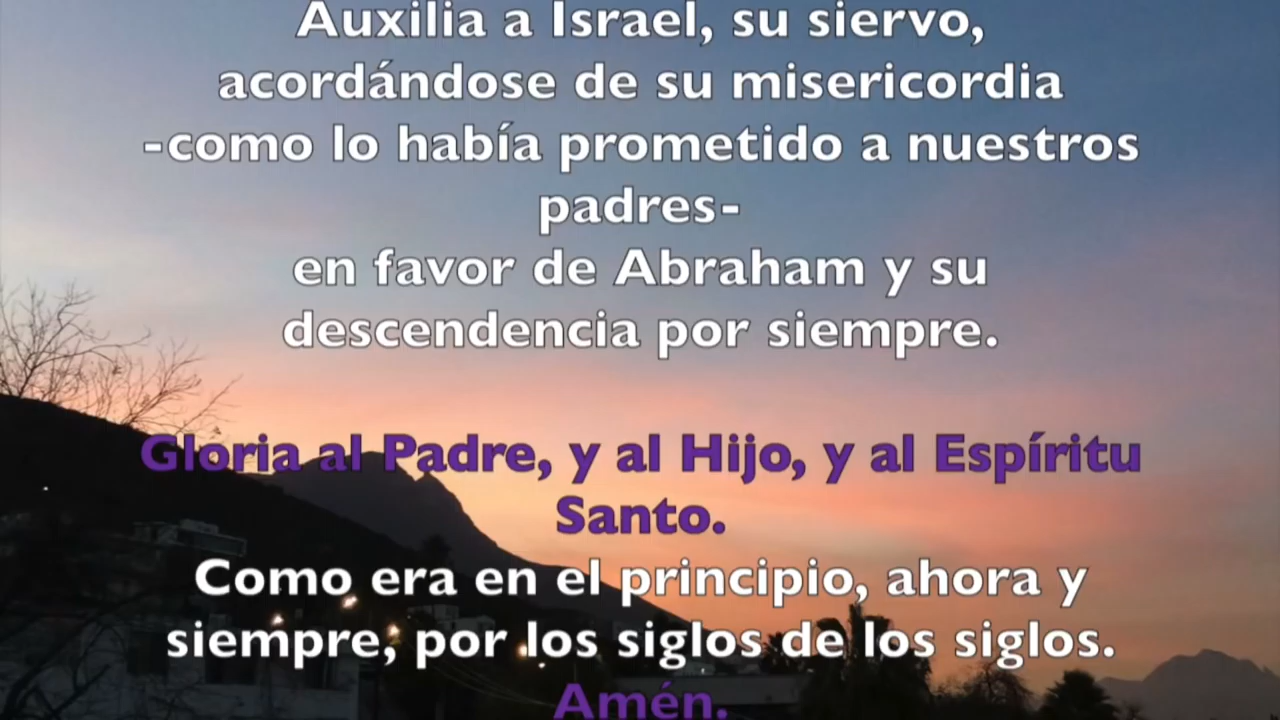 Auxilia a Israel, su siervo,
acordándose de su misericordia
-como lo había prometido a nuestros
padres-
en favor de Abraham y su
descendencia por siempre.
Gloria al Padre, y al Hijo, y al Espíritu
Santo.
Como era en el principio, ahora y
siempre, por los siglos de los siglos.
Amén.